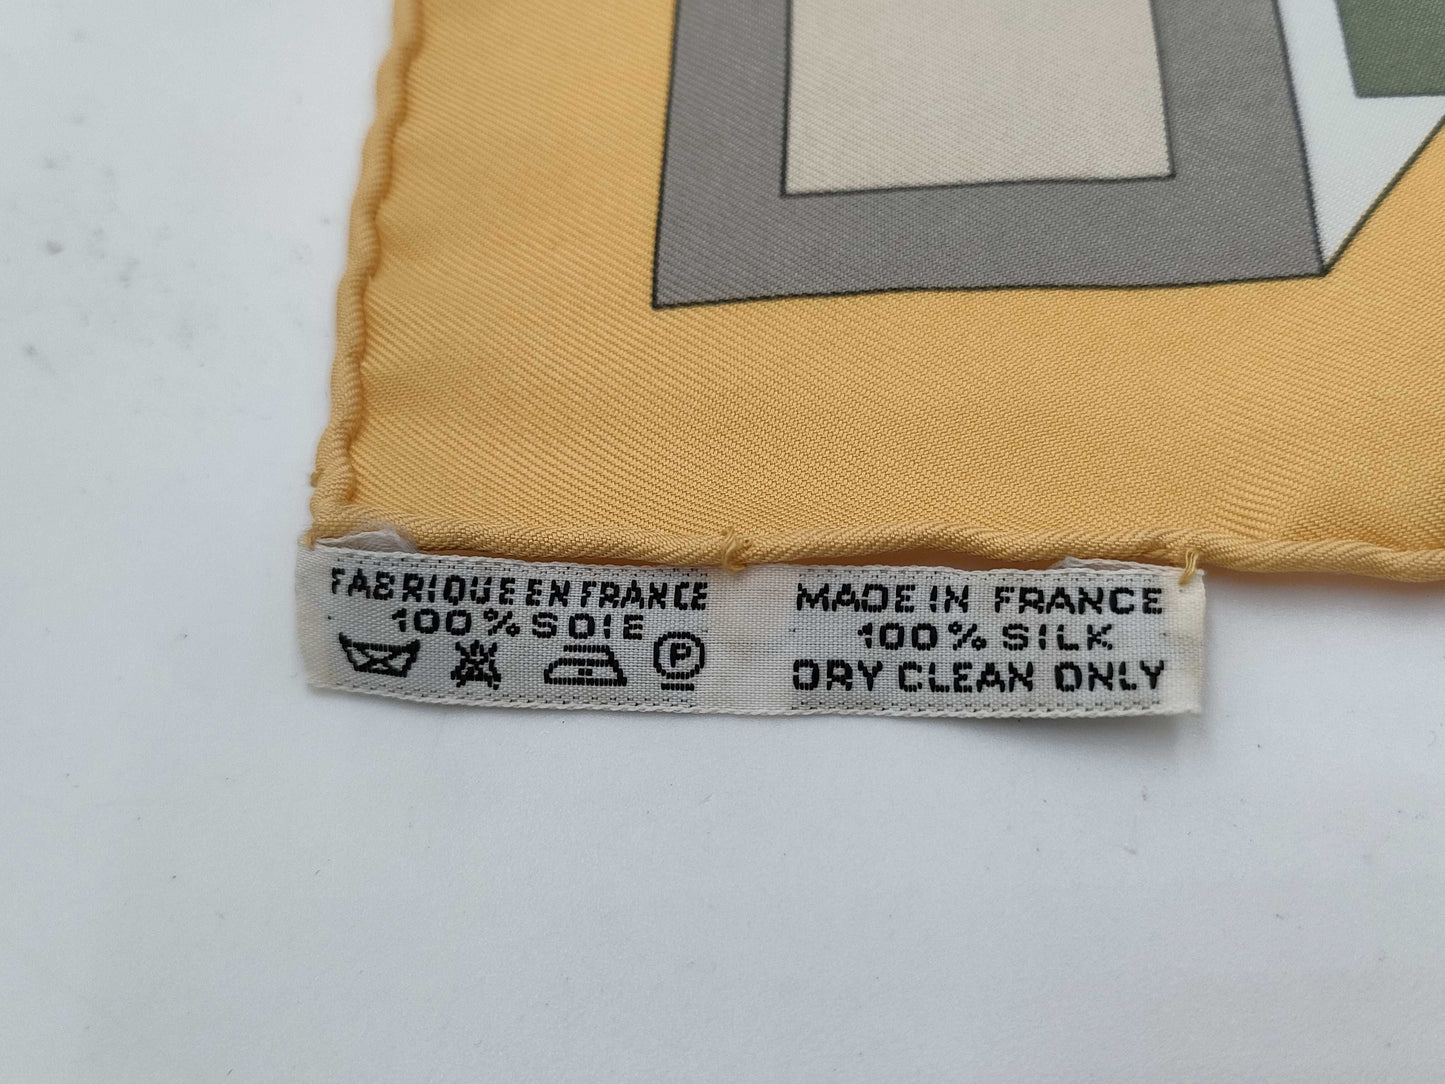 FABRIQUE EN FRANCE
100% SOIE
P
MADE IN FRANCE
100% SILK
DRY CLEAN ONLY